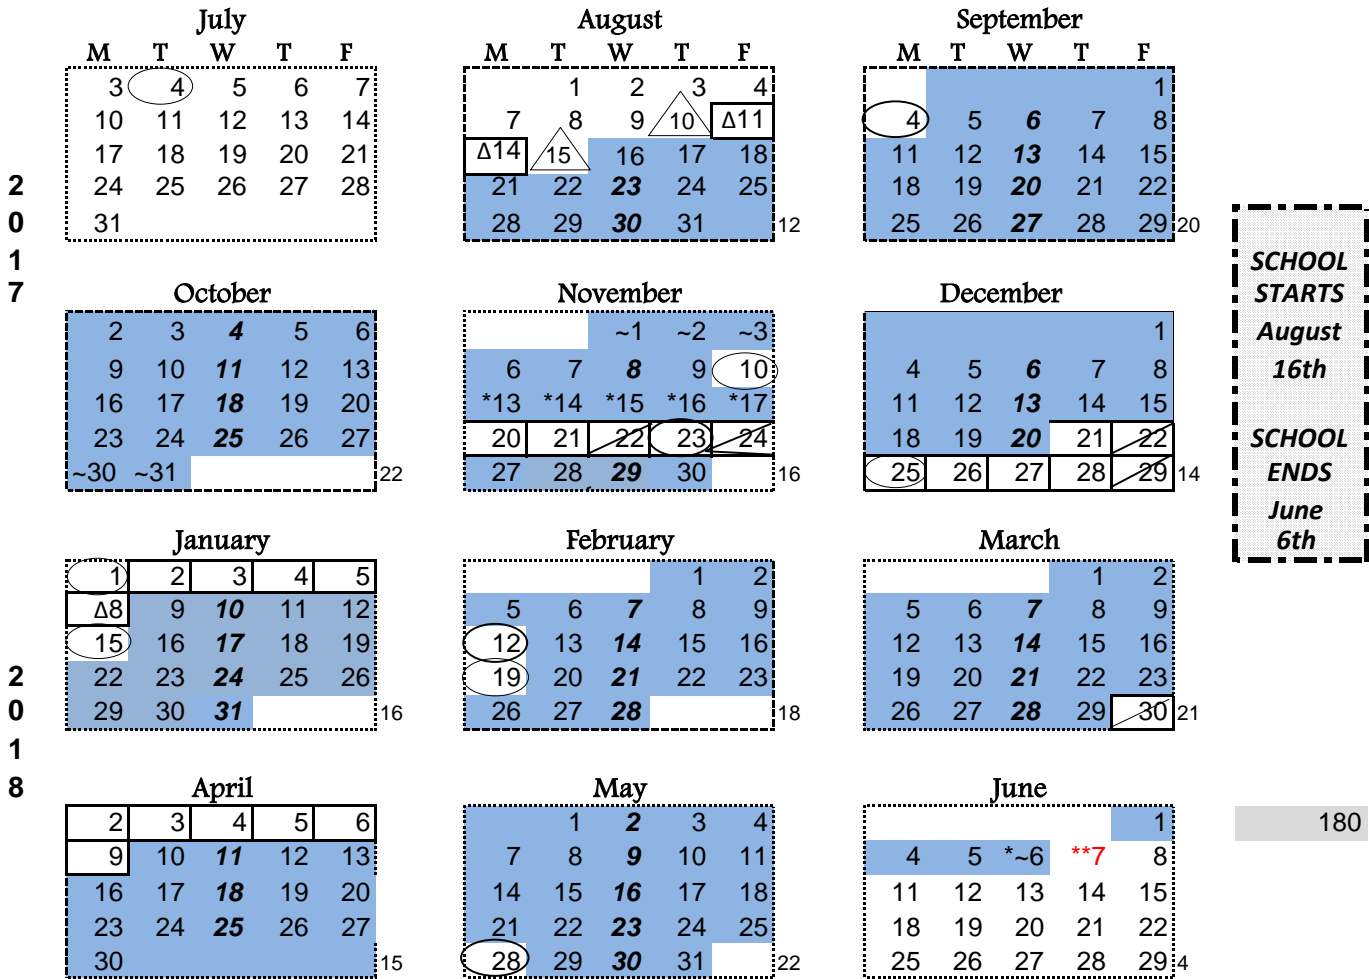 July August September
M T W T F M T W T F M T W T F
3 4 5 6 7 1 2 3 4 1
10 11 12 13 14 7 8 9 10 Δ11 4 5 6 7 8
17 18 19 20 21 Δ14 15 16 17 18 11 12 13 14 15
2 24 25 26 27 28 21 22 23 24 25 18 19 20 21 22
0 31 28 29 30 31 12 25 26 27 28 29 20
1 SCHOOL
7 October November December STARTS
2 3 4 5 6 ~1 ~2 ~3 1 August
9 10 11 12 13 6 7 8 9 10 4 5 6 7 8 16th
16 17 18 19 20 *13 *14 *15 *16 *17 11 12 13 14 15
23 24 25 26 27 20 21 22 23 24 18 19 20 21 22 SCHOOL
~30 ~31 22 27 28 29 30 16 25 26 27 28 29 14 ENDS
June
January February March 6th
1 2 3 4 5 1 2 1 2
Δ8 9 10 11 12 5 6 7 8 9 5 6 7 8 9
15 16 17 18 19 12 13 14 15 16 12 13 14 15 16
2 22 23 24 25 26 19 20 21 22 23 19 20 21 22 23
0 29 30 31 16 26 27 28 18 26 27 28 29 30 21
1
8 April May June
2 3 4 5 6 1 2 3 4 1 180
9 10 11 12 13 7 8 9 10 11 4 5 *~6 **7 8
16 17 18 19 20 14 15 16 17 18 11 12 13 14 15
23 24 25 26 27 21 22 23 24 25 18 19 20 21 22
30 15 28 29 30 31 22 25 26 27 28 29 4